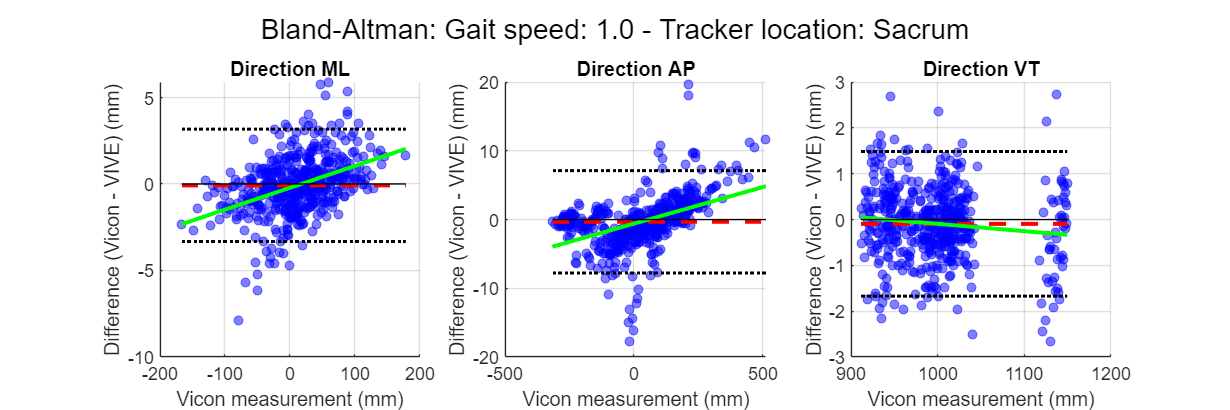 Bland-Altman: Gait speed: 1.0 - Tracker location: Sacrum
Direction ML
Difference (Vicon - VIVE) (mm)
5
0
-5
-10
-200
-100
0
100
200
Vicon measurement (mm)
Direction AP
Difference (Vicon - VIVE) (mm)
20
10
0
-10
-20
-500
0
500
Vicon measurement (mm)
Direction VT
Difference (Vicon - VIVE) (mm)
3
2
1
0
-1
-2
-3
900
1000
1100
1200
Vicon measurement (mm)